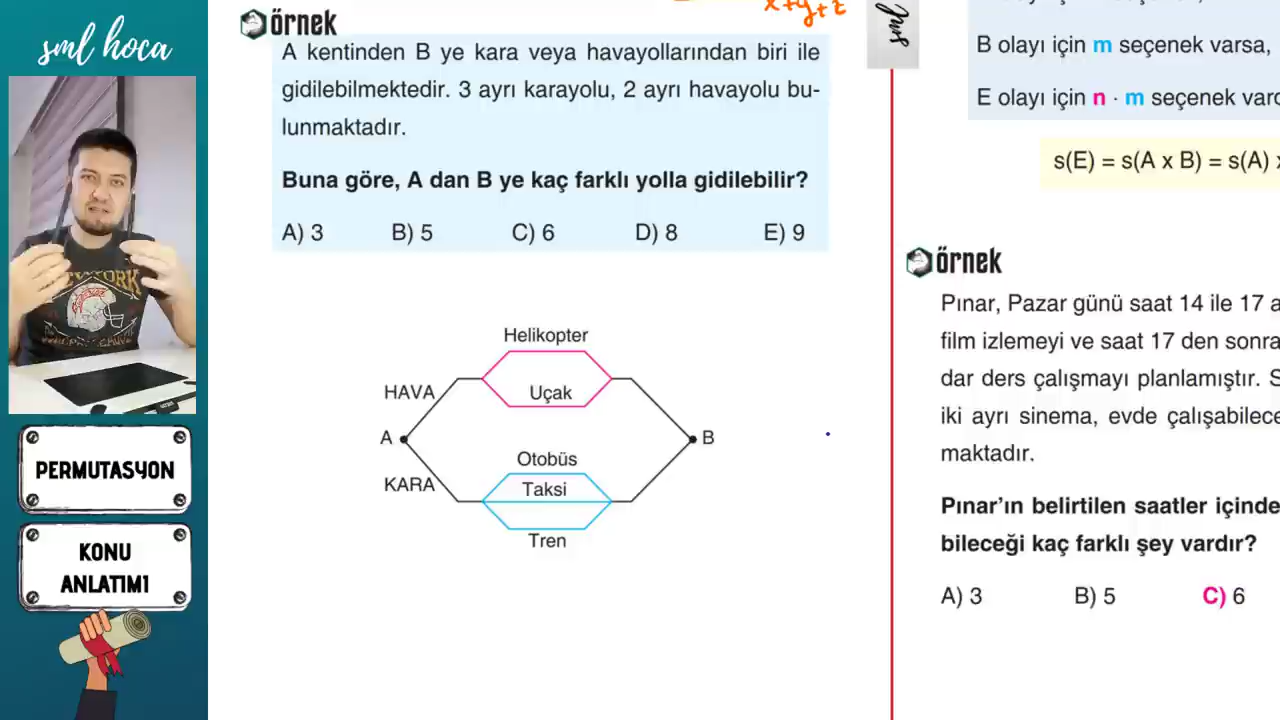 sml hoca
PERMUTASYON
KONU
ANLATIMI
x+y+z
örnek
A kentinden B ye kara veya havayollarından biri ile
gidilebilmektedir. 3 ayrı karayolu, 2 ayrı havayolu bu-
lunmaktadır.
Buna göre, A dan B ye kaç farklı yolla gidilebilir?
A) 3 B) 5 C) 6 D) 8 E) 9
Helikopter
HAVA
Uçak
A
B
Otobüs
KARA
Taksi
Tren
B olayı için m seçenek varsa,
E olayı için n · m seçenek vard
s(E) = s(A x B) = s(A) x
örnek
Pınar, Pazar günü saat 14 ile 17 a
film izlemeyi ve saat 17 den sonra
dar ders çalışmayı planlamıştır. S
iki ayrı sinema, evde çalışabilece
maktadır.
Pınar'ın belirtilen saatler içinde
bileceği kaç farklı şey vardır?
A) 3 B) 5 C) 6